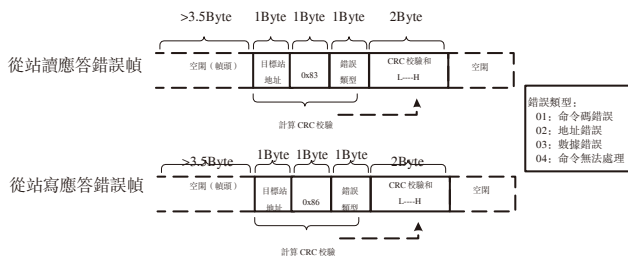 >3.5Byte 1Byte 1Byte 1Byte 2Byte
從站讀應答錯誤幀
空閑（幀頭）
目標站
地址
0x83
錯誤
類型
CRC 校驗和
L----H
空閑
計算 CRC 校驗
錯誤類型:
01: 命令碼錯誤
02: 地址錯誤
03: 數據錯誤
04: 命令無法處理
>3.5Byte 1Byte 1Byte 1Byte 2Byte
從站寫應答錯誤幀
空閑（幀頭）
目標站
地址
0x86
錯誤
類型
CRC 校驗和
L----H
空閑
計算 CRC 校驗